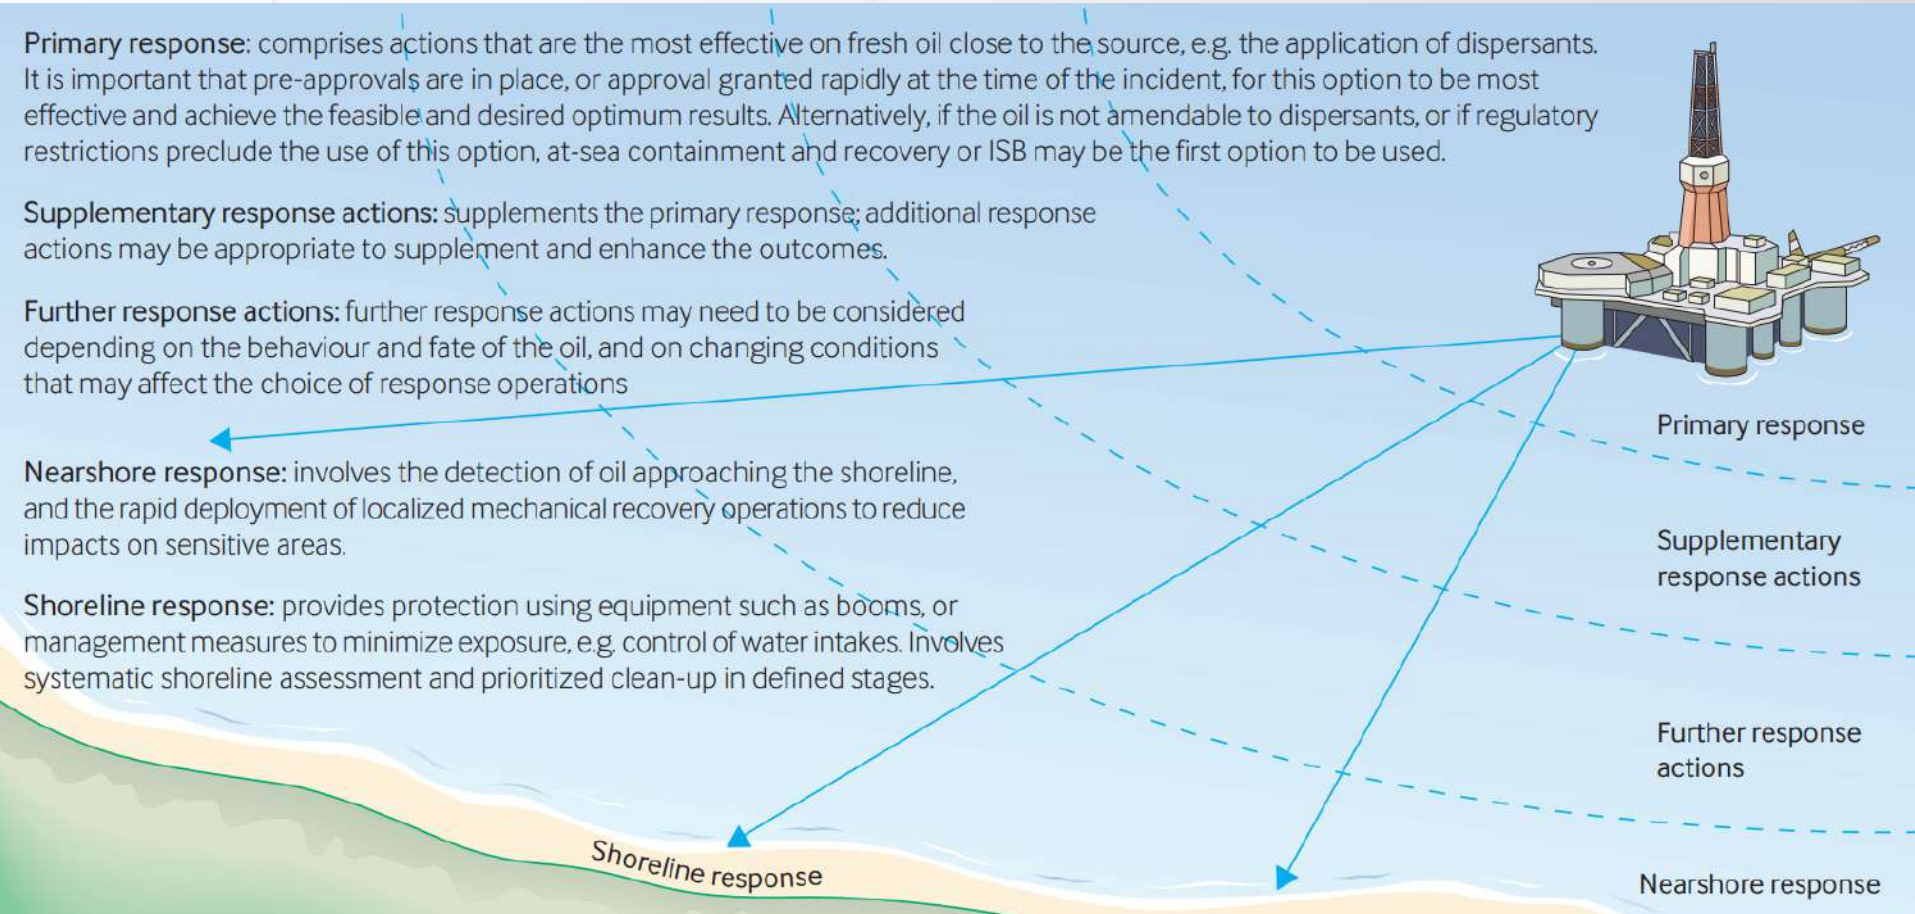 Primary response: comprises actions that are the most effective on fresh oil close to the source, e.g. the application of dispersants.
It is important that pre-approvals are in place, or approval granted rapidly at the time of the incident, for this option to be most
effective and achieve the feasible and desired optimum results. Alternatively, if the oil is not amendable to dispersants, or if regulatory
restrictions preclude the use of this option, at-sea containment and recovery or ISB may be the first option to be used.
Supplementary response actions: supplements the primary response; additional response
actions may be appropriate to supplement and enhance the outcomes.
Further response actions: further response actions may need to be considered
depending on the behaviour and fate of the oil, and on changing conditions
that may affect the choice of response operations
Nearshore response: involves the detection of oil approaching the shoreline,
and the rapid deployment of localized mechanical recovery operations to reduce
impacts on sensitive areas.
Shoreline response: provides protection using equipment such as booms, or
management measures to minimize exposure, e.g. control of water intakes. Involves
systematic shoreline assessment and prioritized clean-up in defined stages.
Primary response
Supplementary
response actions
Further response
actions
Nearshore response
Shoreline response